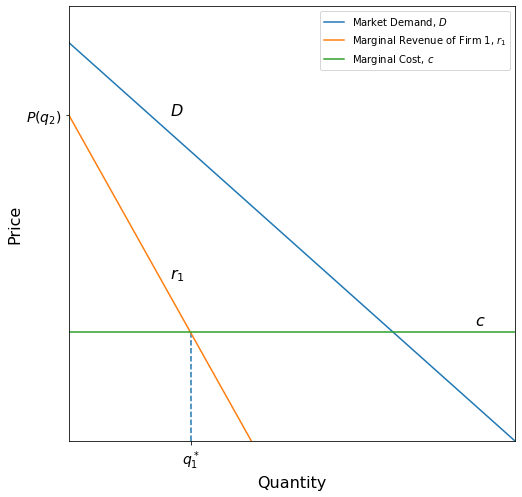 Market Demand, D
Marginal Revenue of Firm 1, r₁
Marginal Cost, c
P(q₂)
D
r₁
c
Price
q₁*
Quantity